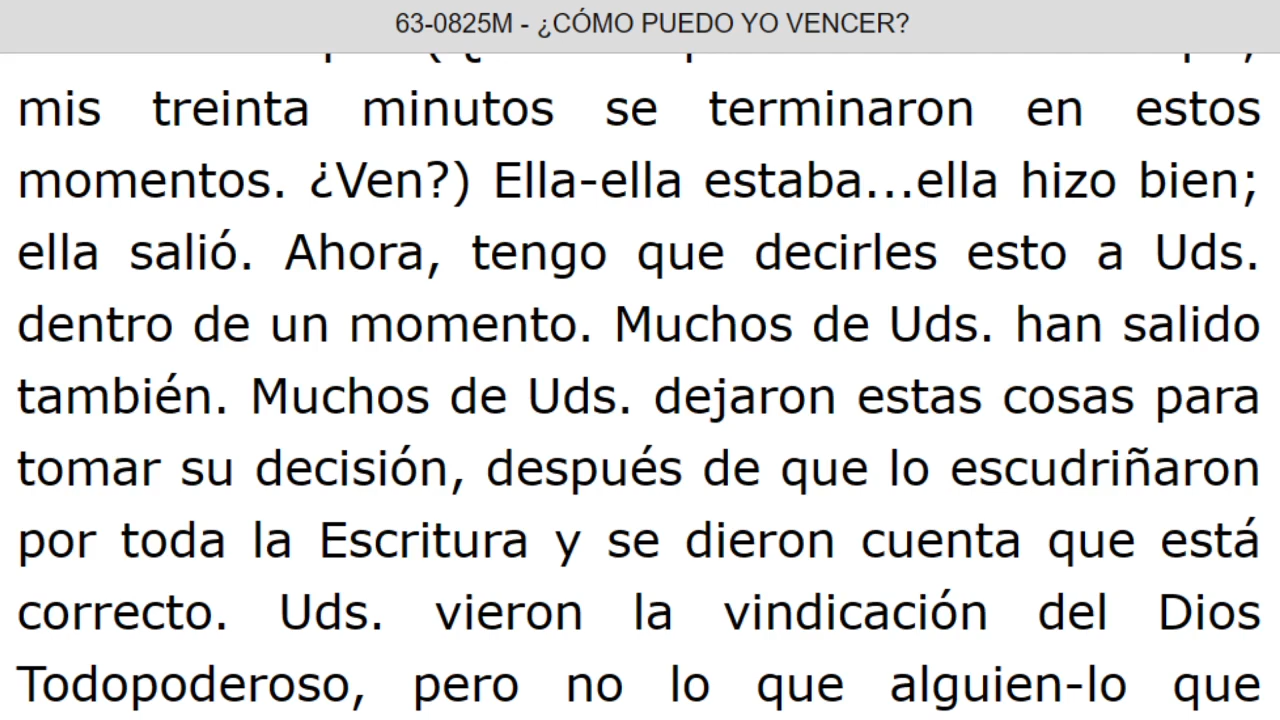 63-0825M - ¿CÓMO PUEDO YO VENCER?
mis treinta minutos se terminaron en estos
momentos. ¿Ven?) Ella-ella estaba...ella hizo bien;
ella salió. Ahora, tengo que decirles esto a Uds.
dentro de un momento. Muchos de Uds. han salido
también. Muchos de Uds. dejaron estas cosas para
tomar su decisión, después de que lo escudriñaron
por toda la Escritura y se dieron cuenta que está
correcto. Uds. vieron la vindicación del Dios
Todopoderoso, pero no lo que alguien-lo que